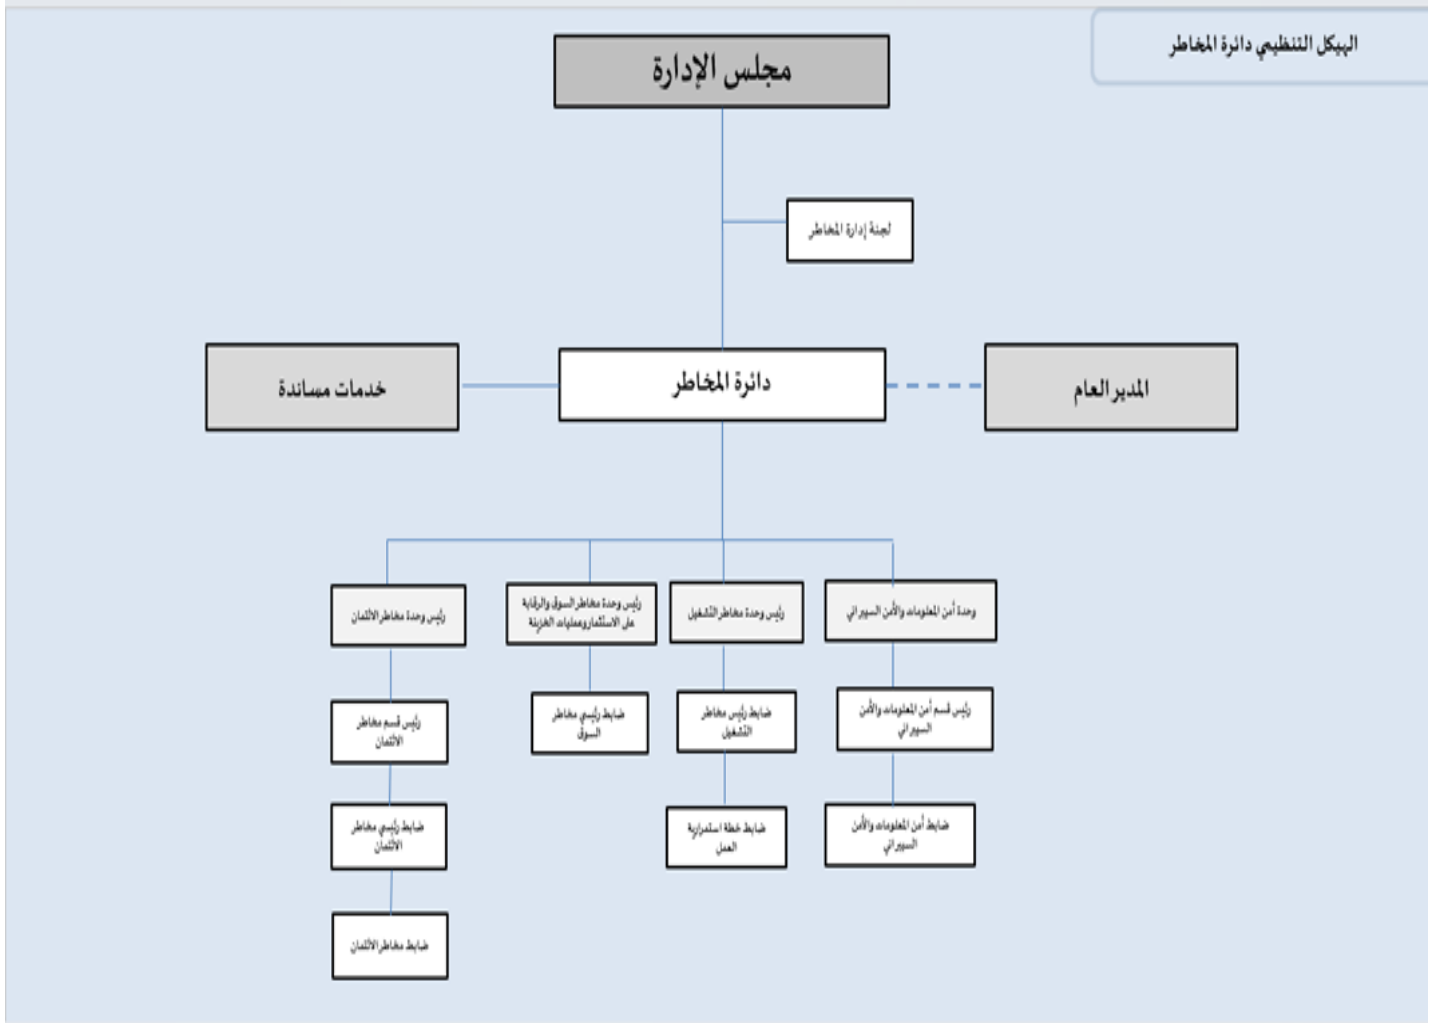 الهيكل التنظيمي دائرة المخاطر
مجلس الإدارة
لجنة إدارة المخاطر
المدير العام
دائرة المخاطر
خدمات مساندة
وحدة أمن المعلومات والأمن السيبراني
رئيس وحدة مخاطر التشغيل
رئيس وحدة مخاطر السوق والرقابة
على الاستثمار وعمليات الخزينة
رئيس وحدة مخاطر الائتمان
رئيس قسم أمن المعلومات والأمن
السيبراني
ضابط رئيس مخاطر
التشغيل
ضابط رئيسي مخاطر
السوق
رئيس قسم مخاطر
الائتمان
ضابط أمن المعلومات والأمن
السيبراني
ضابط خطة استمرارية
العمل
ضابط رئيسي مخاطر
الائتمان
ضابط مخاطر الائتمان